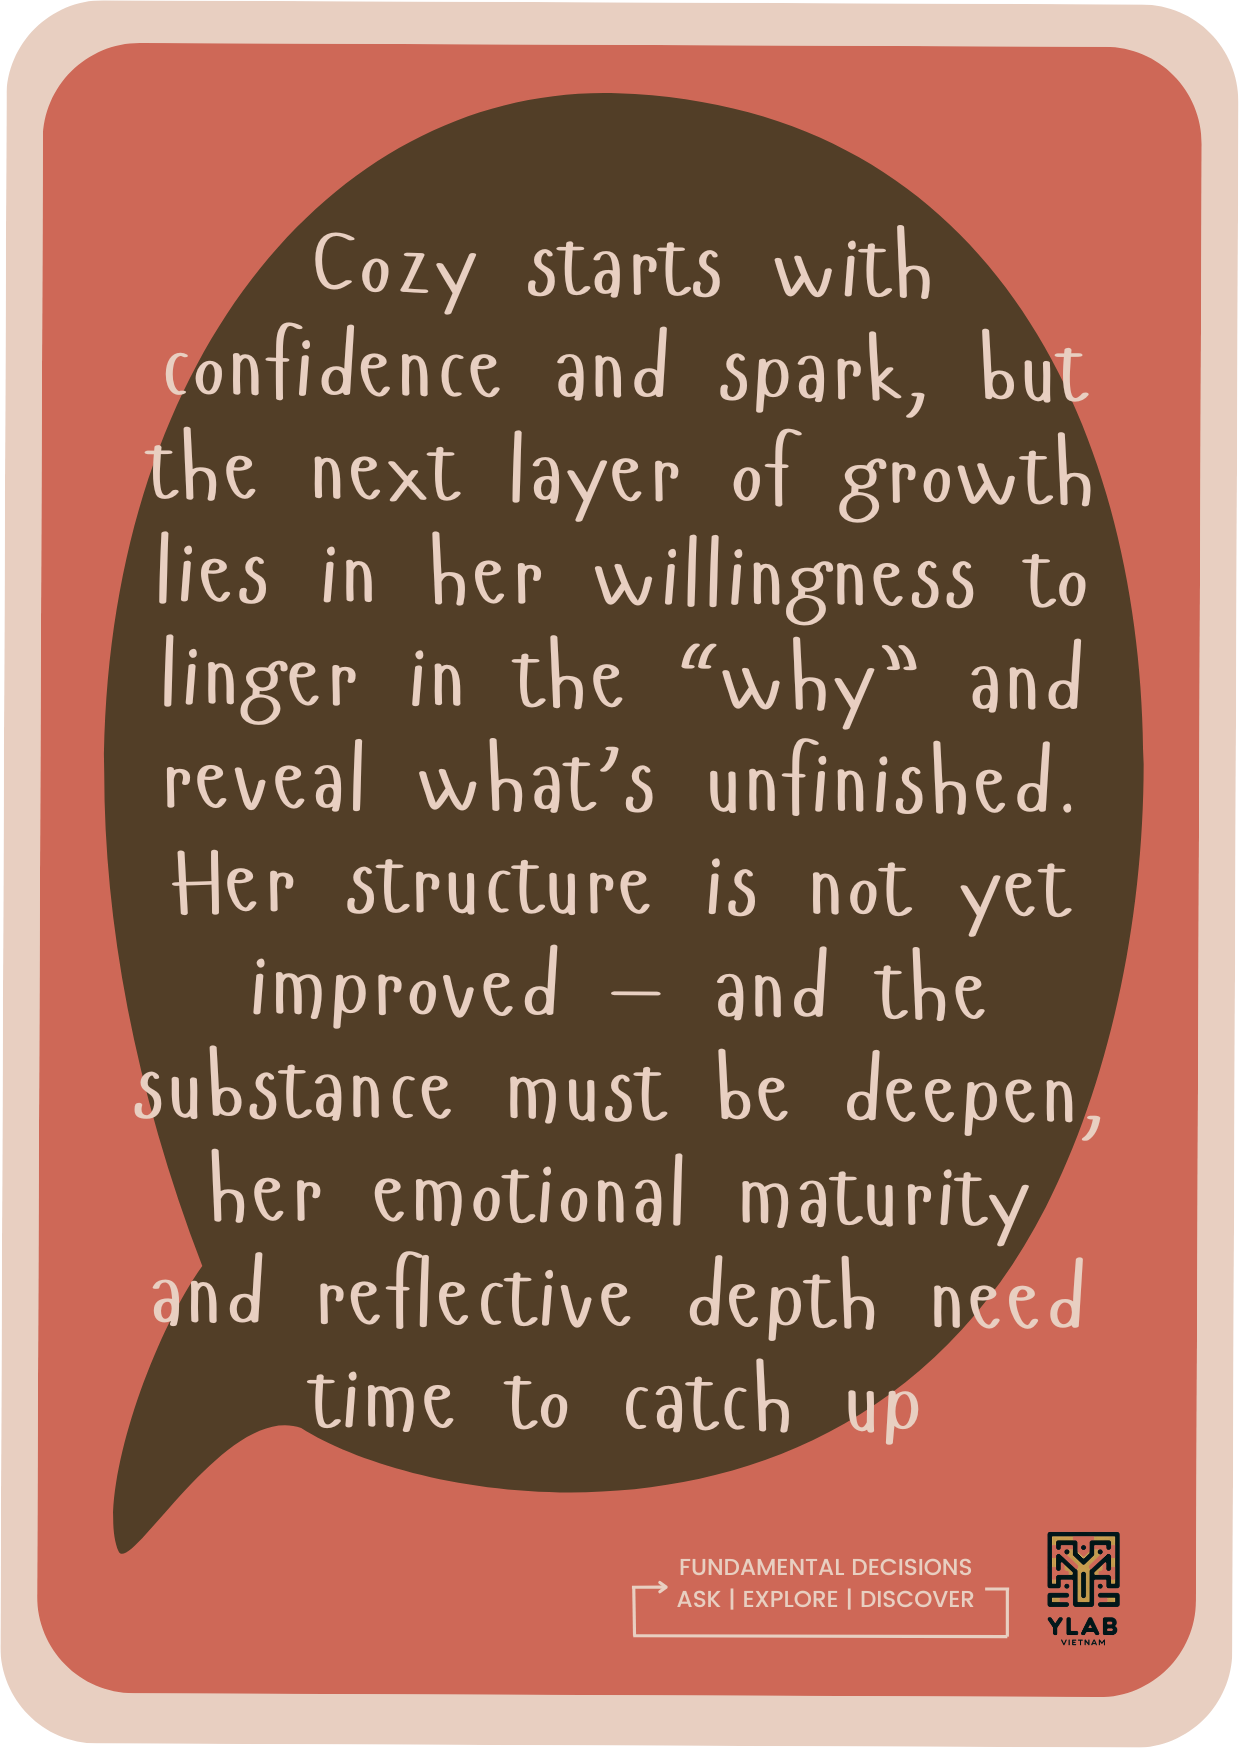 Cozy starts with
confidence and spark, but
the next layer of growth
lies in her willingness to
linger in the “why” and
reveal what’s unfinished.
Her structure is not yet
improved – and the
substance must be deepen,
her emotional maturity
and reflective depth need
time to catch up
FUNDAMENTAL DECISIONS
ASK | EXPLORE | DISCOVER
YLAB
VIETNAM